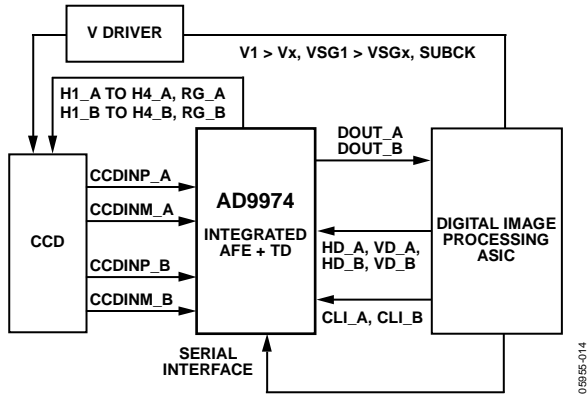 V DRIVER
V1 > Vx, VSG1 > VSGx, SUBCK
H1_A TO H4_A, RG_A
H1_B TO H4_B, RG_B
DOUT_A
DOUT_B
CCDINP_A
CCDINM_A
CCD
CCDINP_B
CCDINM_B
AD9974
INTEGRATED
AFE + TD
HD_A, VD_A,
HD_B, VD_B
DIGITAL IMAGE
PROCESSING
ASIC
CLI_A, CLI_B
SERIAL
INTERFACE
05955-014